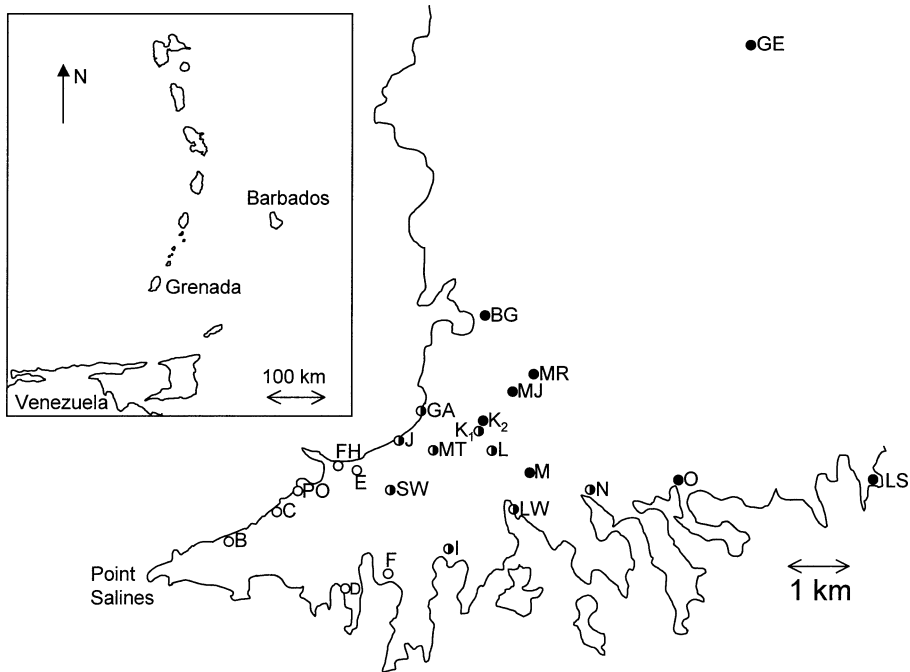 N
Barbados
Grenada
Venezuela
100 km
GE
BG
MR
MJ
GA
K2
K1
J
MT
L
FH
E
M
PO
SW
N
O
LS
C
LW
B
I
F
D
Point
Salines
1 km